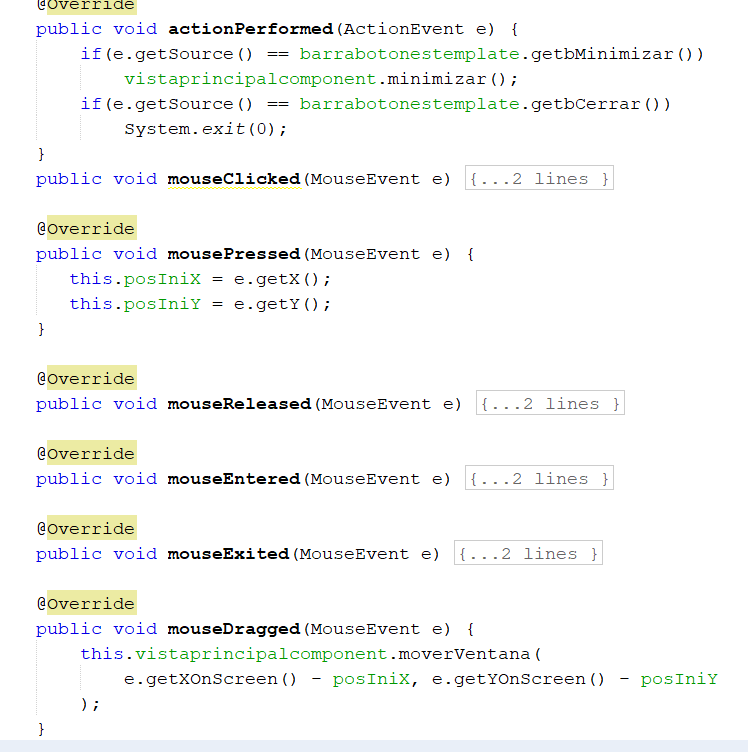 @Override
public void actionPerformed(ActionEvent e) {
if(e.getSource() == barrabotonestemplate.getbMinimizar())
vistaprincipalcomponent.minimizar();
if(e.getSource() == barrabotonestemplate.getbCerrar())
System.exit(0);
}
public void mouseClicked(MouseEvent e) {...2 lines }
@Override
public void mousePressed(MouseEvent e) {
this.posIniX = e.getX();
this.posIniY = e.getY();
}
@Override
public void mouseReleased(MouseEvent e) {...2 lines }
@Override
public void mouseEntered(MouseEvent e) {...2 lines }
@Override
public void mouseExited(MouseEvent e) {...2 lines }
@Override
public void mouseDragged(MouseEvent e) {
this.vistaprincipalcomponent.moverVentana(
e.getXOnScreen() - posIniX, e.getYOnScreen() - posIniY
);
}